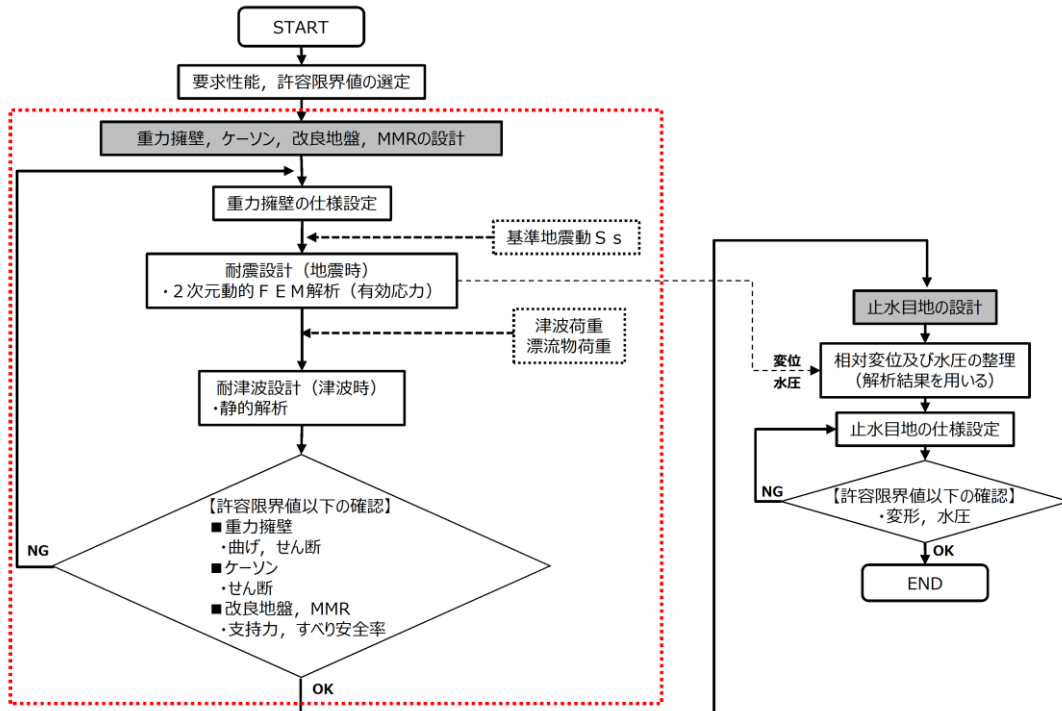 START
要求性能，許容限界値の選定
重力擁壁，ケーソン，改良地盤，MMRの設計
重力擁壁の仕様設定
基準地震動Ｓｓ
耐震設計（地震時）
・２次元動的ＦＥＭ解析（有効応力）
津波荷重
漂流物荷重
耐津波設計（津波時）
・静的解析
【許容限界値以下の確認】
■重力擁壁
・曲げ，せん断
■ケーソン
・せん断
■改良地盤，MMR
・支持力，すべり安全率
NG
OK
止水目地の設計
変位
水圧
相対変位及び水圧の整理
（解析結果を用いる）
止水目地の仕様設定
NG
【許容限界値以下の確認】
・変形，水圧
OK
END